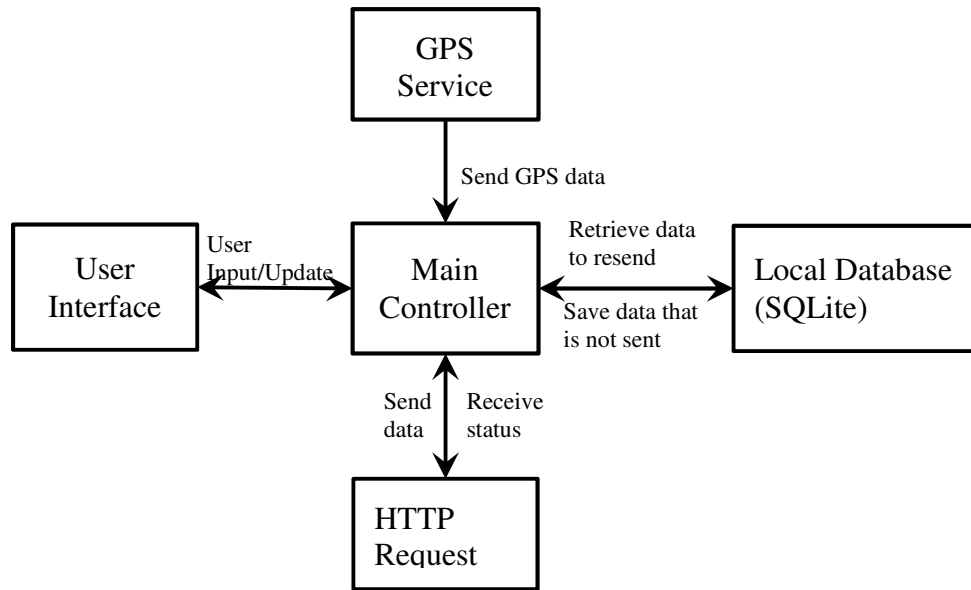 GPS
Service
Send GPS data
User
Interface
User
Input/Update
Main
Controller
Retrieve data
to resend
Save data that
is not sent
Local Database
(SQLite)
Send
data
Receive
status
HTTP
Request